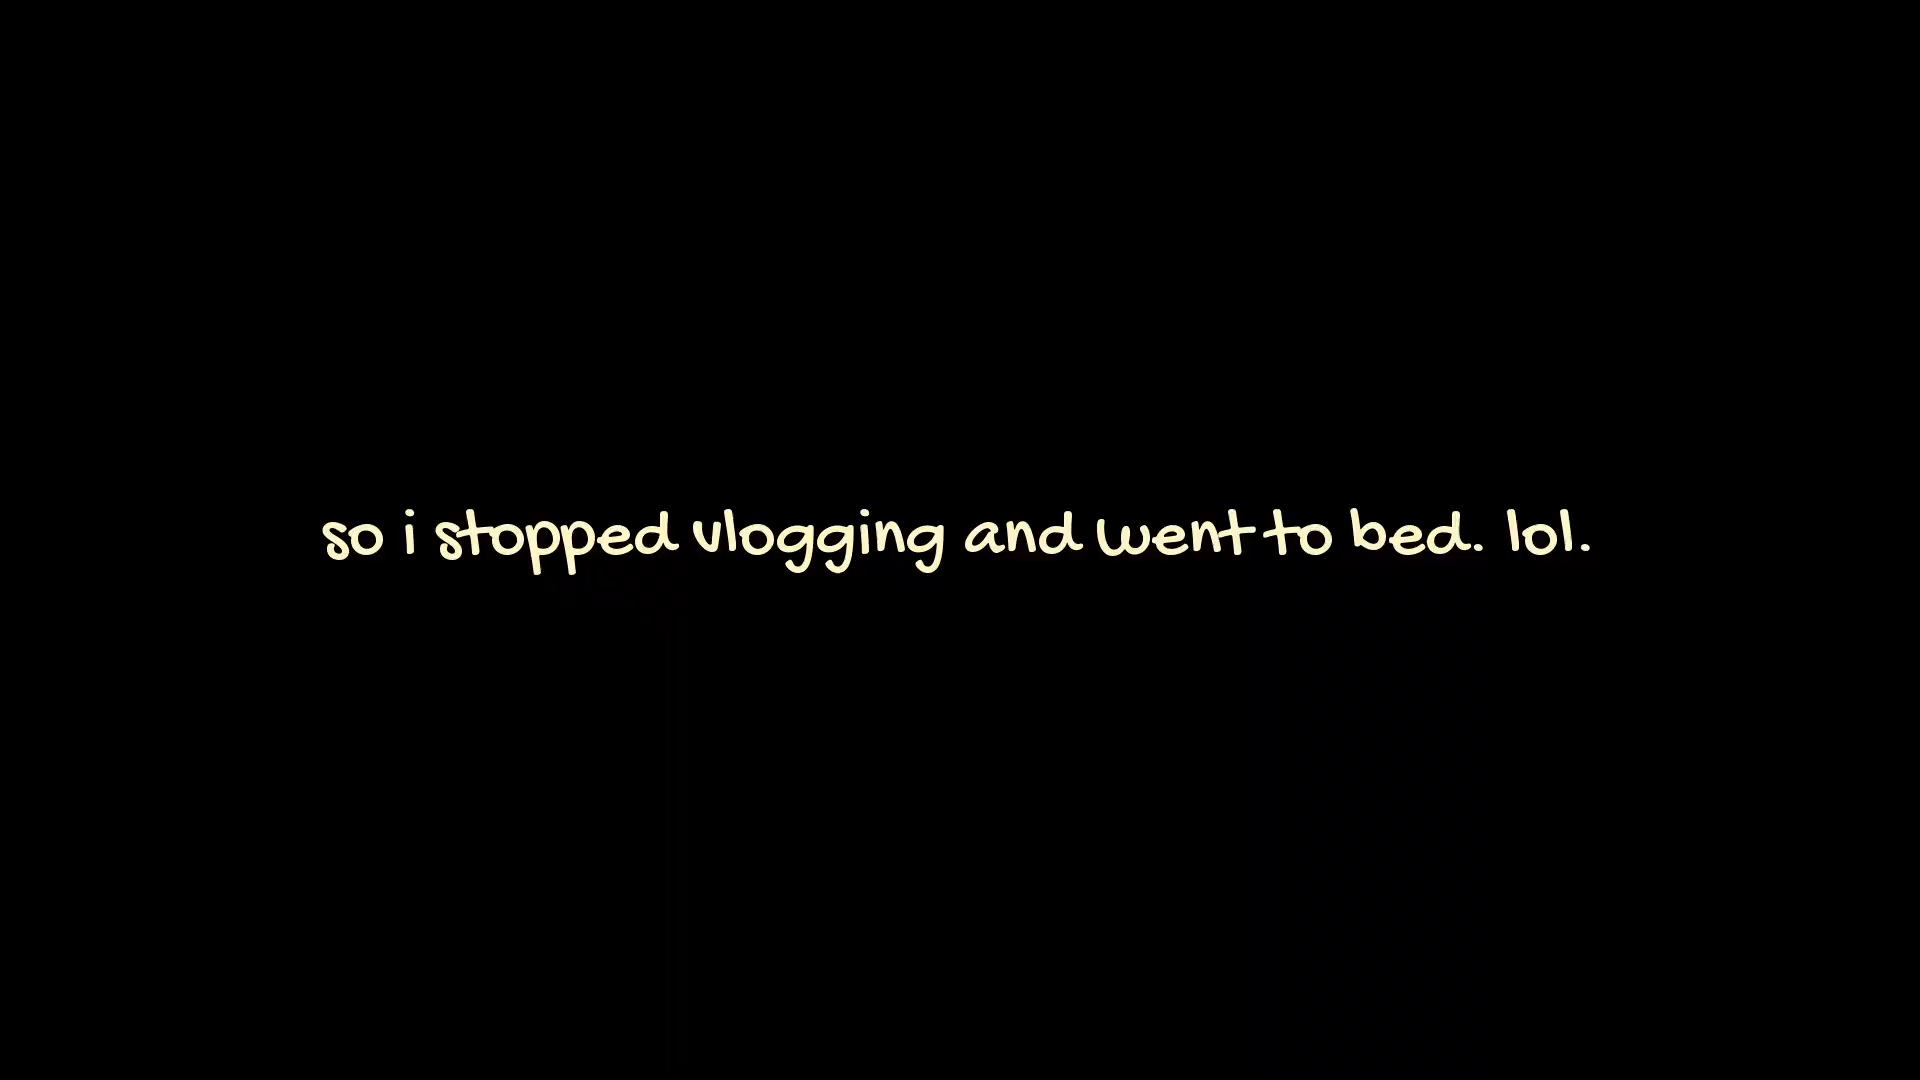 so i stopped vlogging and went to bed. lol.